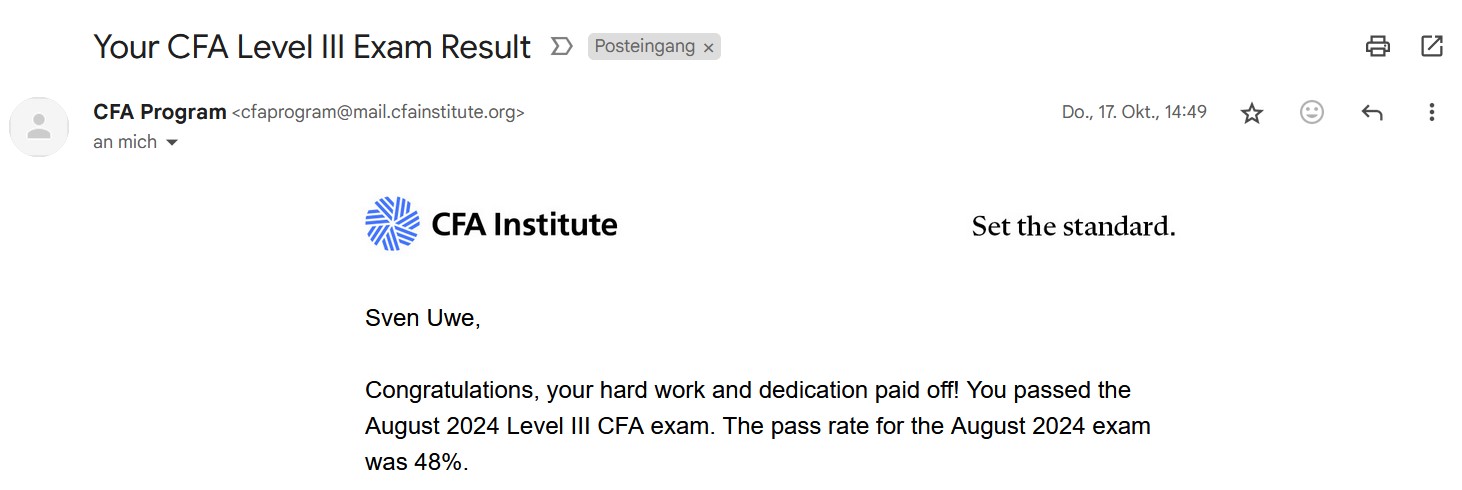 Your CFA Level III Exam Result Posteingang ×
CFA Program <cfaprogram@mail.cfainstitute.org> Do., 17. Okt., 14:49
an mich
CFA Institute Set the standard.
Sven Uwe,
Congratulations, your hard work and dedication paid off! You passed the
August 2024 Level III CFA exam. The pass rate for the August 2024 exam
was 48%.